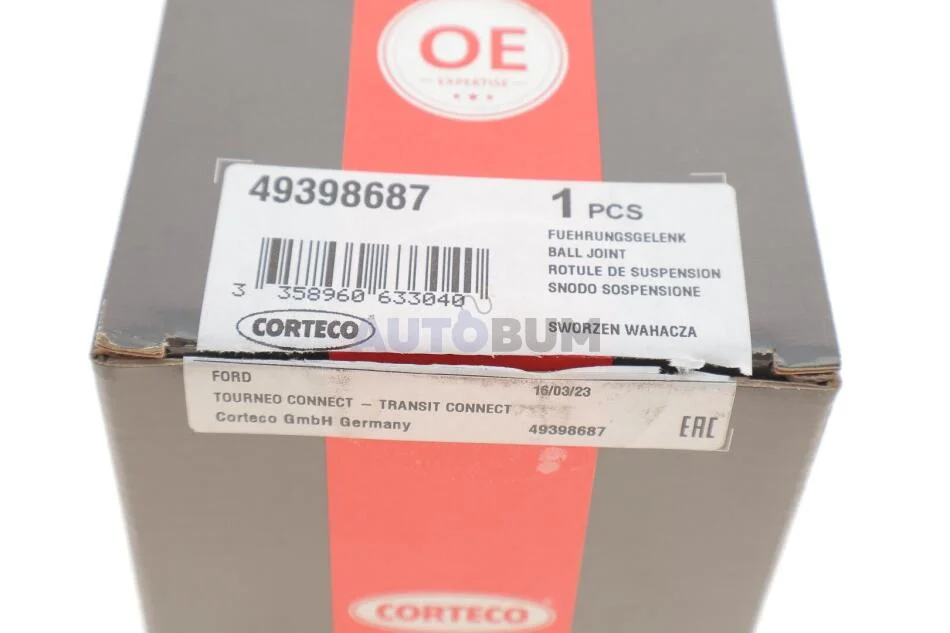 OE
EXPERTISE
49398687
1 PCS
FUEHRUNGSGELENK
BALL JOINT
ROTULE DE SUSPENSION
SNODO SOSPENSIONE
3 358960 633040
CORTECO
AUTOBUM
SWORZEN WAHACZA
FORD
16/03/23
TOURNEO CONNECT – TRANSIT CONNECT
Corteco GmbH Germany
49398687
EAC
CORTECO